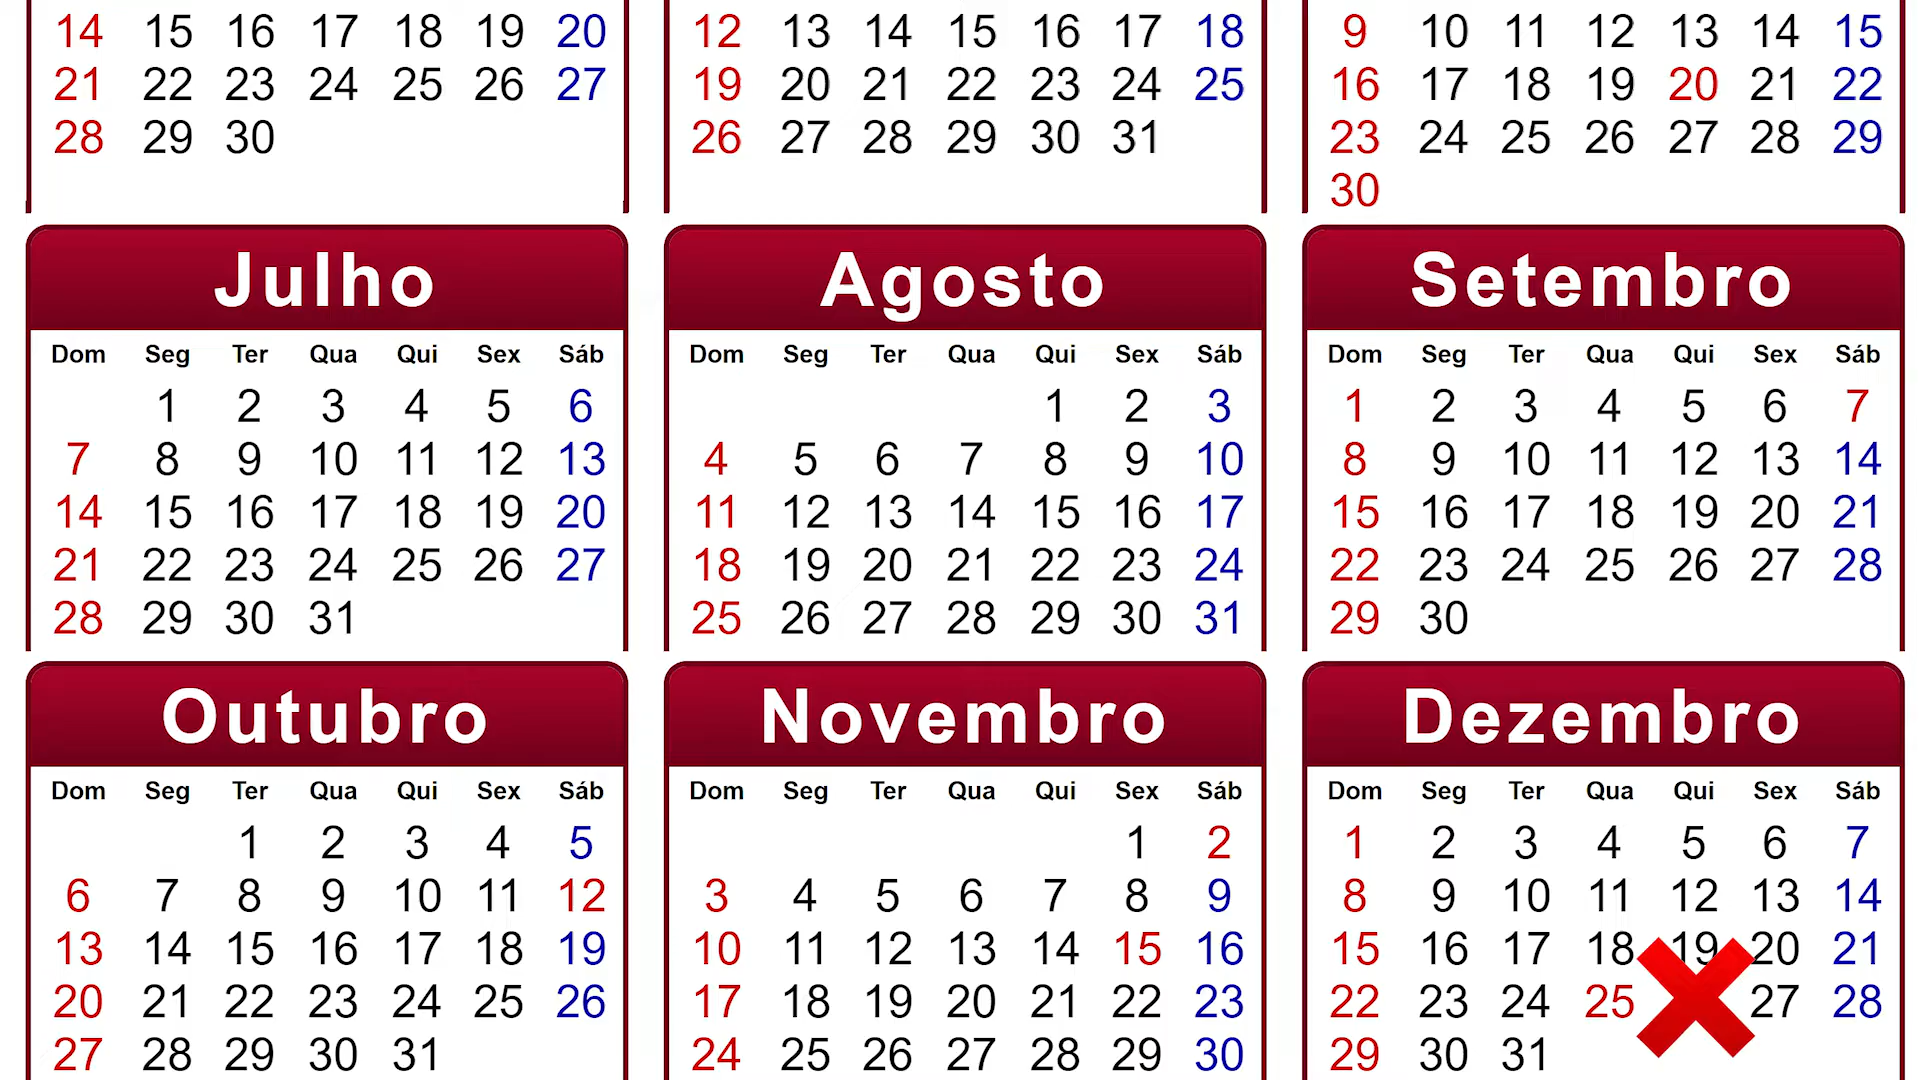 14 15 16 17 18 19 20
21 22 23 24 25 26 27
28 29 30
12 13 14 15 16 17 18
19 20 21 22 23 24 25
26 27 28 29 30 31
9 10 11 12 13 14 15
16 17 18 19 20 21 22
23 24 25 26 27 28 29
30
Julho
Dom Seg Ter Qua Qui Sex Sáb
1 2 3 4 5 6
7 8 9 10 11 12 13
14 15 16 17 18 19 20
21 22 23 24 25 26 27
28 29 30 31
Agosto
Dom Seg Ter Qua Qui Sex Sáb
1 2 3
4 5 6 7 8 9 10
11 12 13 14 15 16 17
18 19 20 21 22 23 24
25 26 27 28 29 30 31
Setembro
Dom Seg Ter Qua Qui Sex Sáb
1 2 3 4 5 6 7
8 9 10 11 12 13 14
15 16 17 18 19 20 21
22 23 24 25 26 27 28
29 30
Outubro
Dom Seg Ter Qua Qui Sex Sáb
1 2 3 4 5
6 7 8 9 10 11 12
13 14 15 16 17 18 19
20 21 22 23 24 25 26
27 28 29 30 31
Novembro
Dom Seg Ter Qua Qui Sex Sáb
1 2
3 4 5 6 7 8 9
10 11 12 13 14 15 16
17 18 19 20 21 22 23
24 25 26 27 28 29 30
Dezembro
Dom Seg Ter Qua Qui Sex Sáb
1 2 3 4 5 6 7
8 9 10 11 12 13 14
15 16 17 18 19 20 21
22 23 24 25 27 28
29 30 31